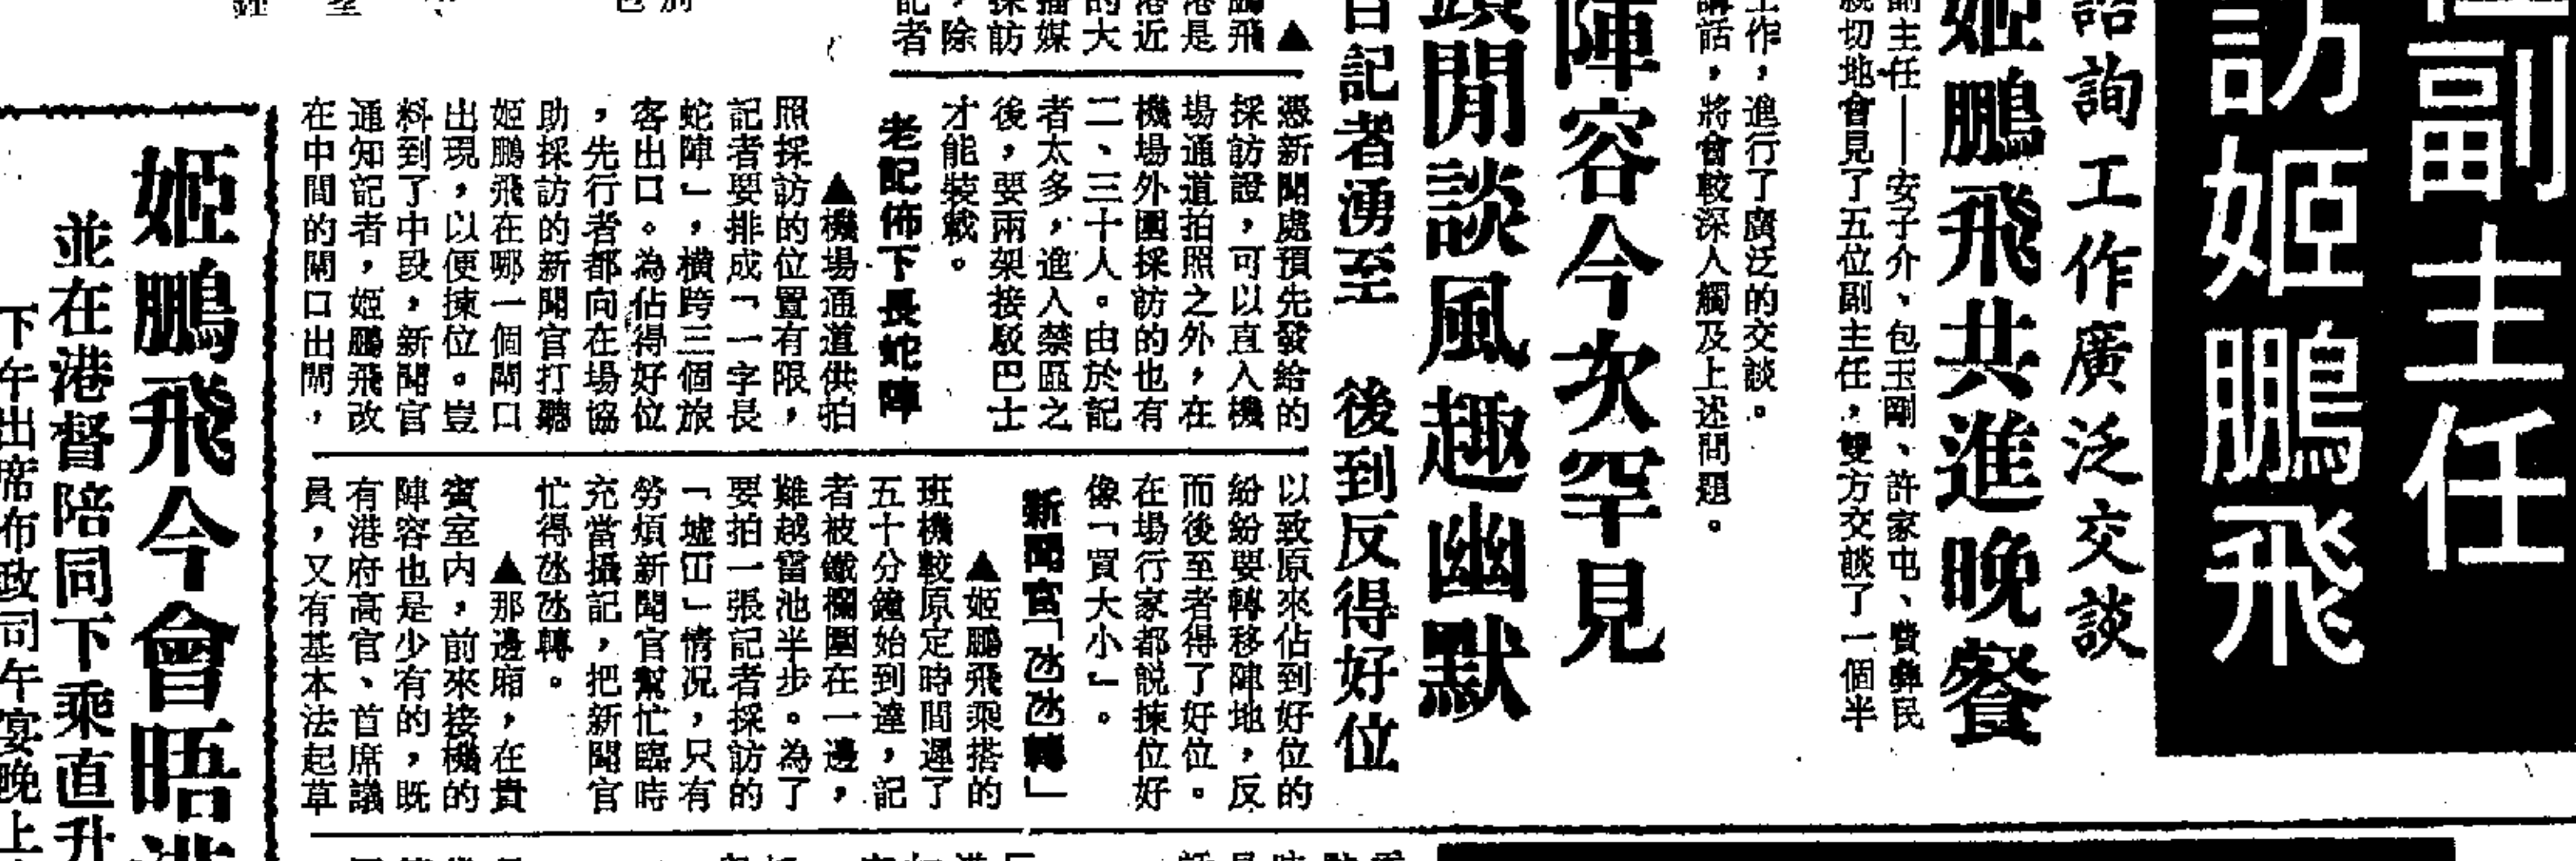 副主任
訪姬鵬飛
諮詢工作廣泛交談
姬鵬飛共進晚餐
副主任——安子介、包玉剛、許家屯、費彝民
親切地會見了五位副主任，雙方交談了一個半
工作，進行了廣泛的交談。
講話，將會較深入觸及上述問題。
陣容今次罕見
閒談風趣幽默
日記者湧至　後到反得好位
▲
鵬飛
港是
港近
的大
播媒
採訪
，除
記者
憑新聞處預先發給的
採訪證，可以直入機
場通道拍照之外，在
機場外圍採訪的也有
二、三十人。由於記
者太多，進入禁區之
後，要兩架接駁巴士
才能裝載。
老記佈下長蛇陣
▲機場通道供拍
照採訪的位置有限，
記者要排成「一字長
蛇陣」，橫跨三個旅
客出口。為佔得好位
，先行者都向在場協
助採訪的新聞官打聽
姬鵬飛在哪一個閘口
出現，以便揀位。豈
料到了中段，新聞官
通知記者，姬鵬飛改
在中間的閘口出閘，
以致原來佔到好位的
紛紛要轉移陣地，反
而後至者得了好位。
在場行家都說揀位好
像「買大小」。
新聞官「氹氹轉」
▲姬鵬飛乘搭的
班機較原定時間遲了
五十分鐘始到達，記
者被鐵欄圍在一邊，
難越雷池半步。為了
要拍一張記者採訪的
「墟冚」情況，只有
勞煩新聞官幫忙臨時
充當攝記，把新聞官
忙得氹氹轉。
▲那邊廂，在貴
賓室內，前來接機的
陣容也是少有的，既
有港府高官、首席議
員，又有基本法起草
姬鵬飛今會晤
並在港督陪同下乘直升
下午出席布政司午宴晚上